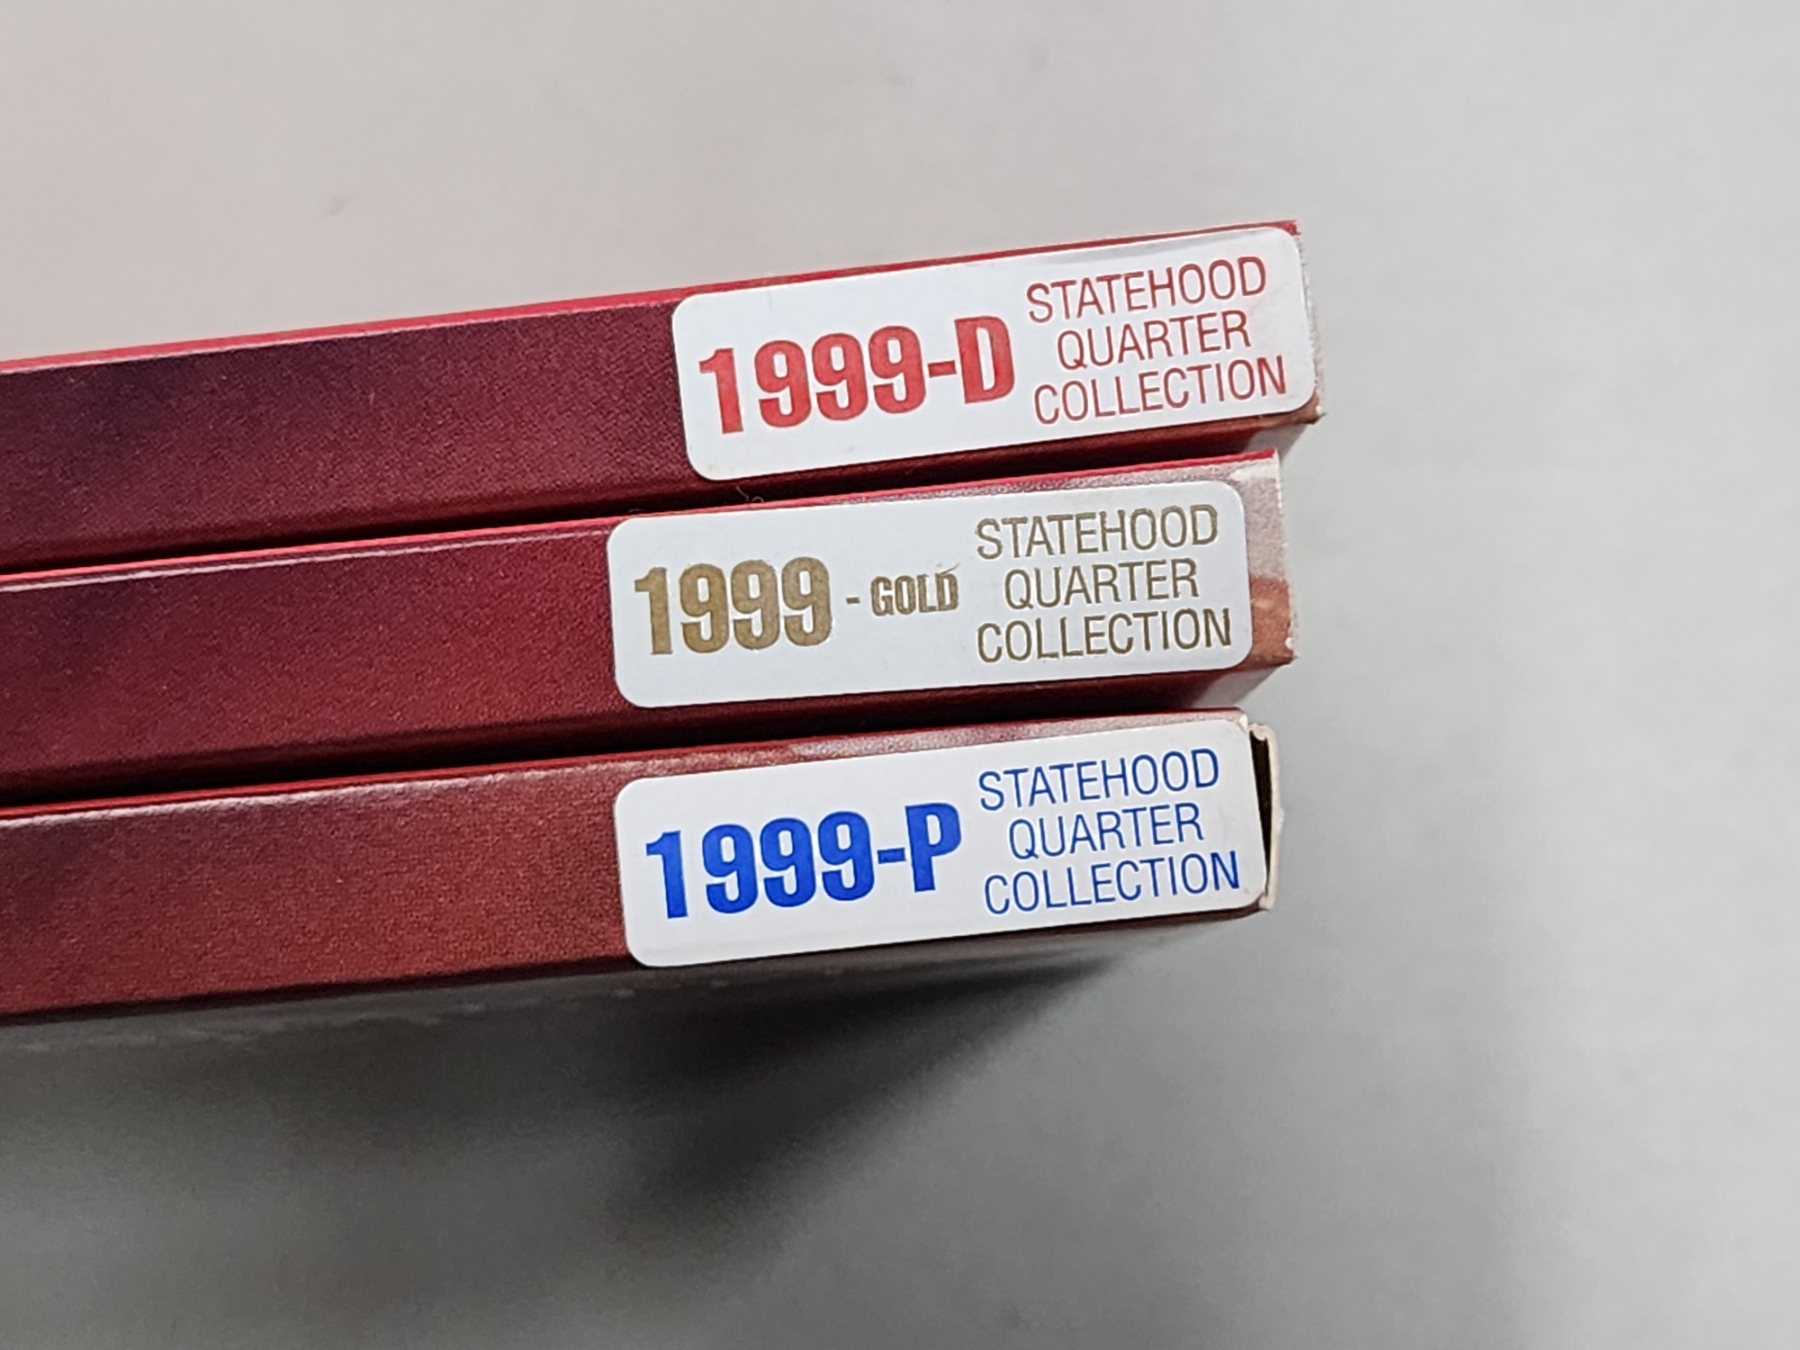 1999-D
STATEHOOD
QUARTER
COLLECTION
1999 - GOLD
STATEHOOD
QUARTER
COLLECTION
1999-P
STATEHOOD
QUARTER
COLLECTION